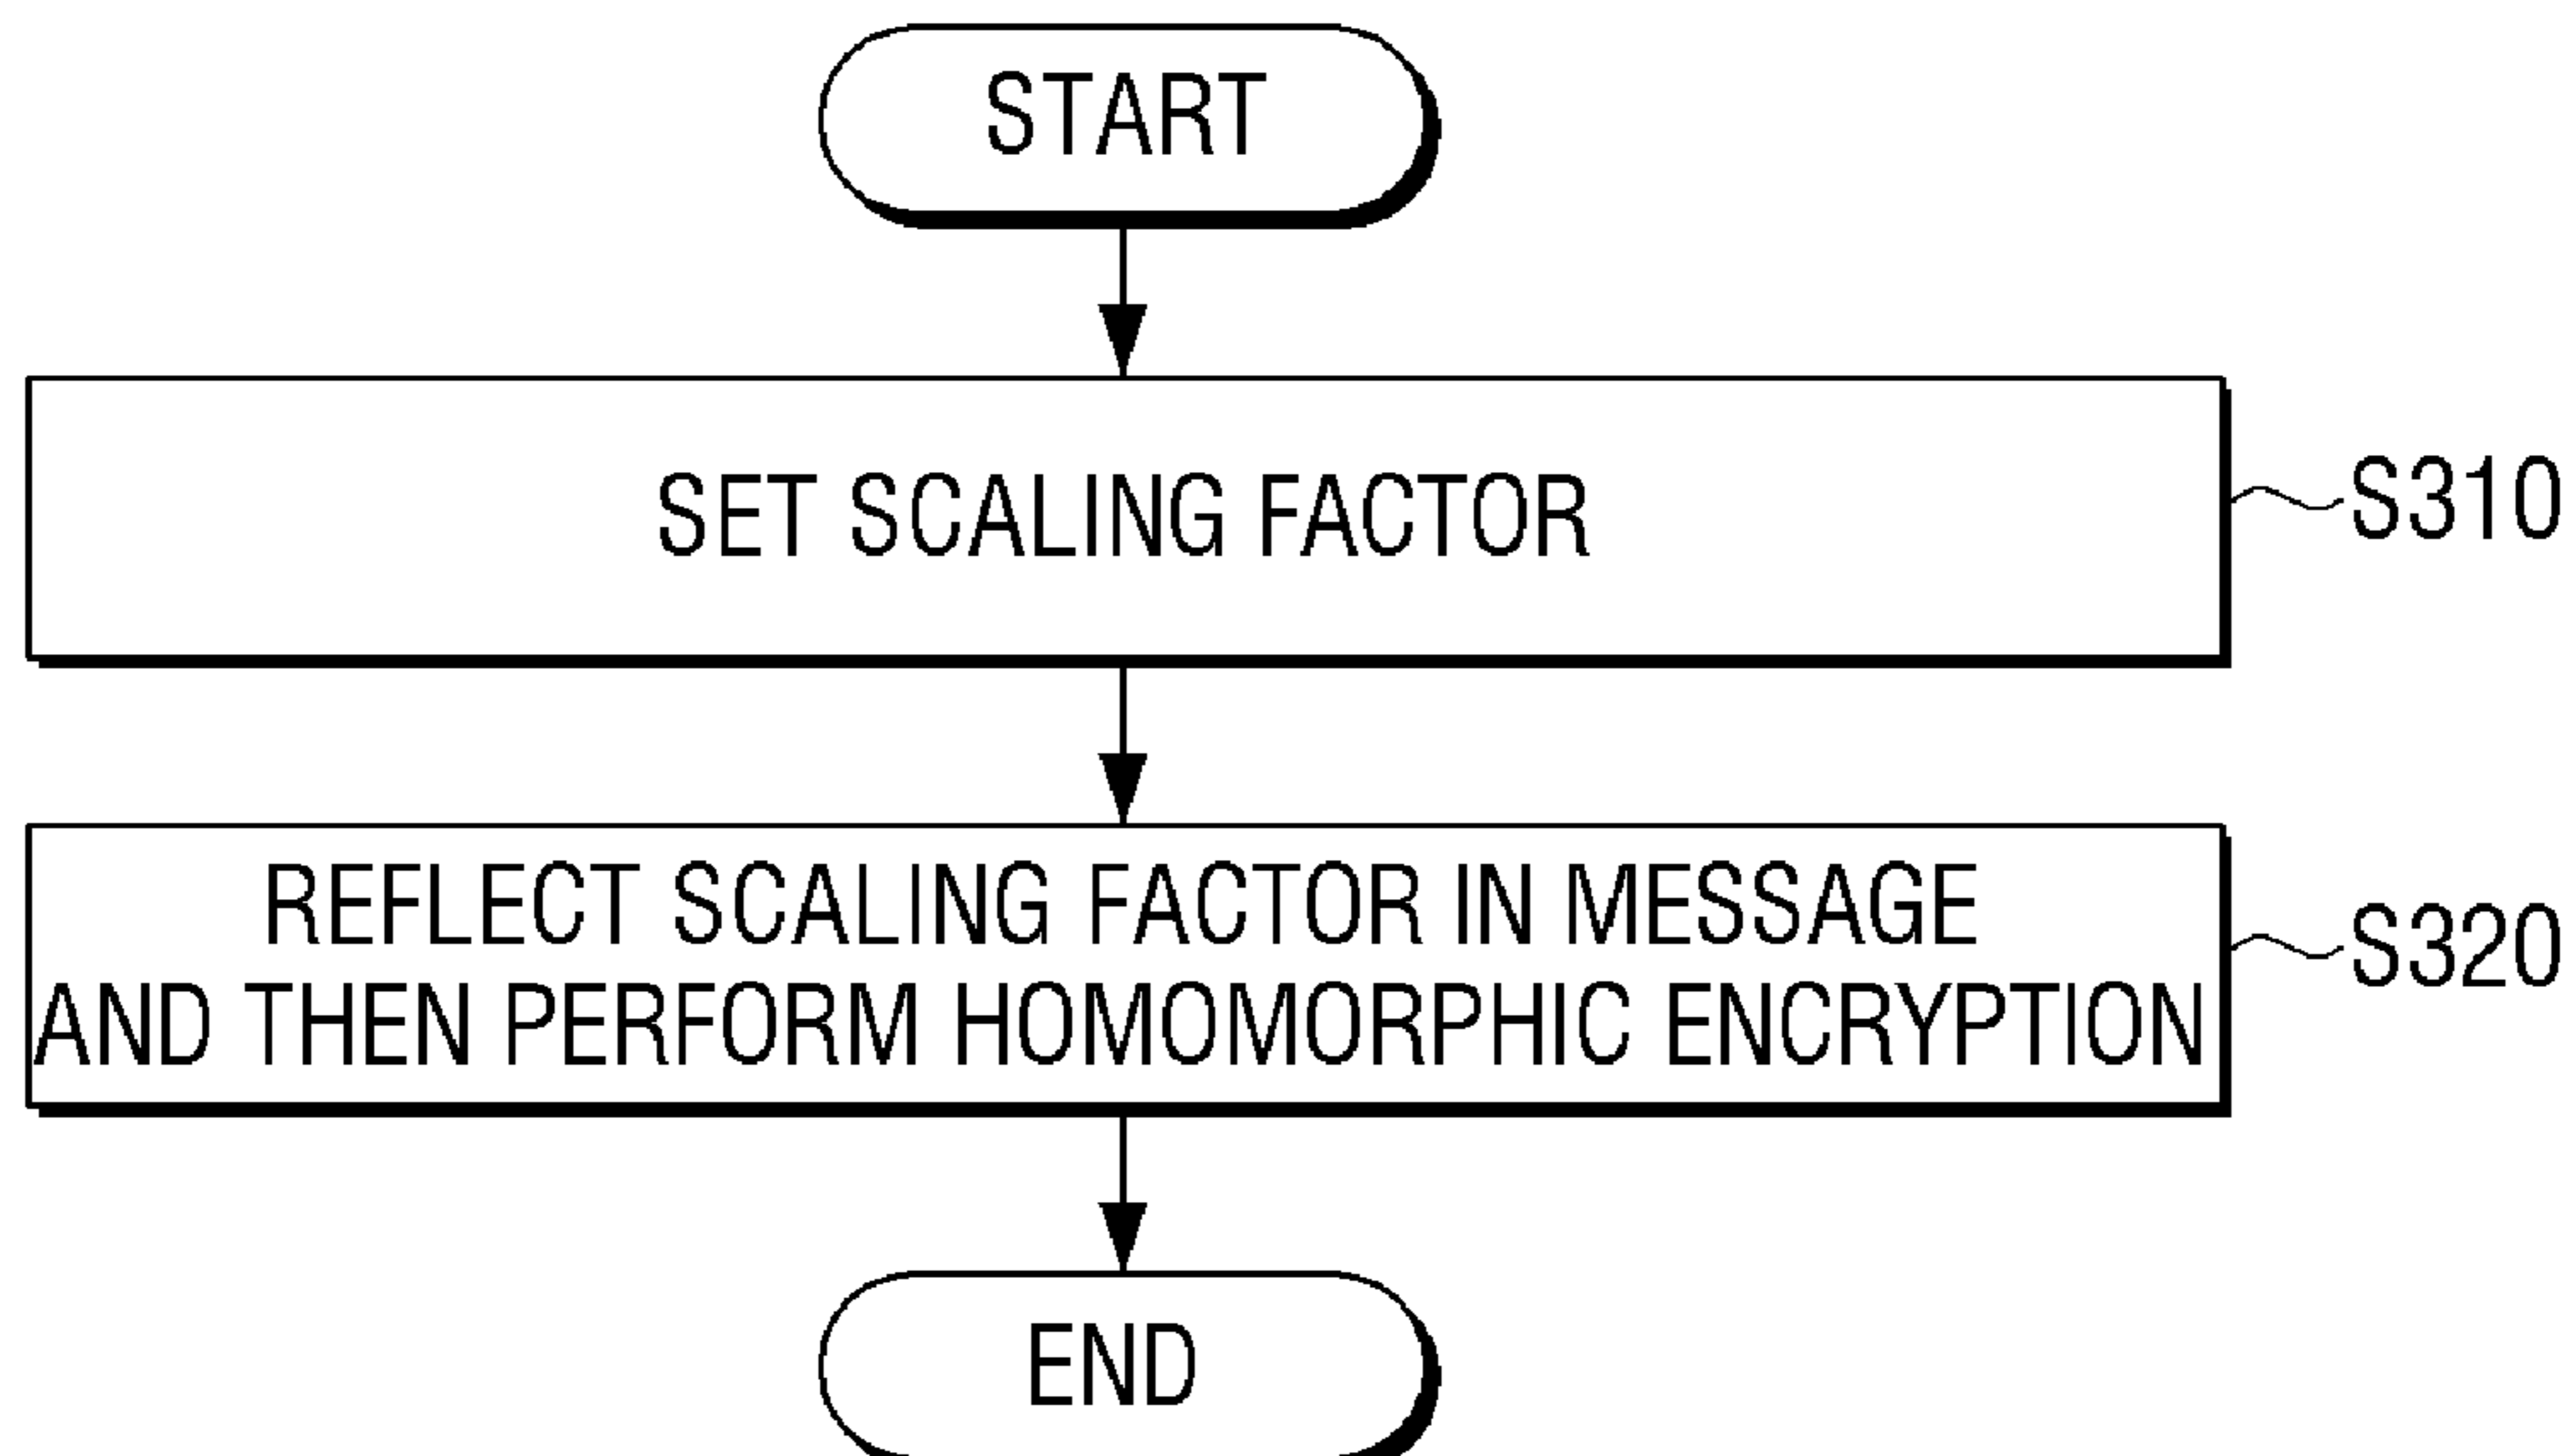 START
SET SCALING FACTOR
S310
REFLECT SCALING FACTOR IN MESSAGE
AND THEN PERFORM HOMOMORPHIC ENCRYPTION
S320
END